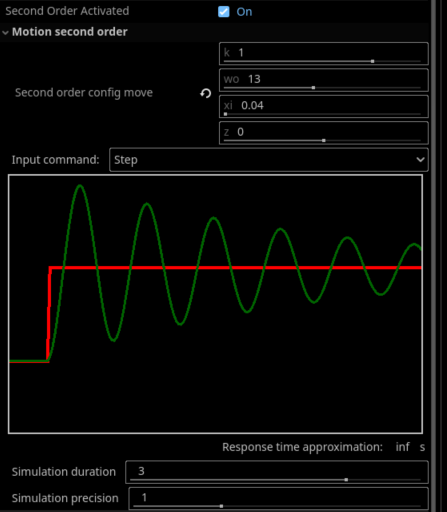 Second Order Activated On
Motion second order
k 1
wo 13
Second order config move
xi 0.04
z 0
Input command: Step
Response time approximation: inf s
Simulation duration 3
Simulation precision 1